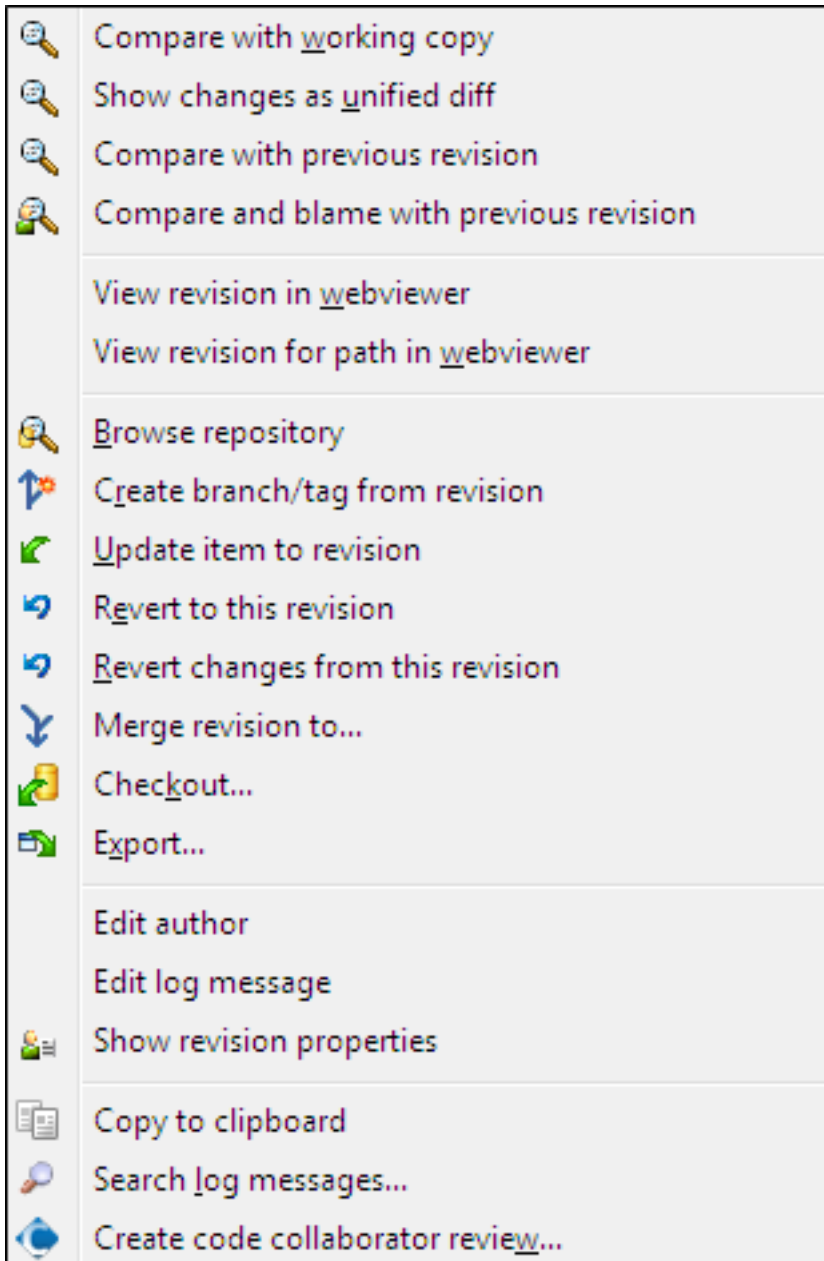 Compare with working copy
Show changes as unified diff
Compare with previous revision
Compare and blame with previous revision
View revision in webviewer
View revision for path in webviewer
Browse repository
Create branch/tag from revision
Update item to revision
Revert to this revision
Revert changes from this revision
Merge revision to...
Checkout...
Export...
Edit author
Edit log message
Show revision properties
Copy to clipboard
Search log messages...
Create code collaborator review...